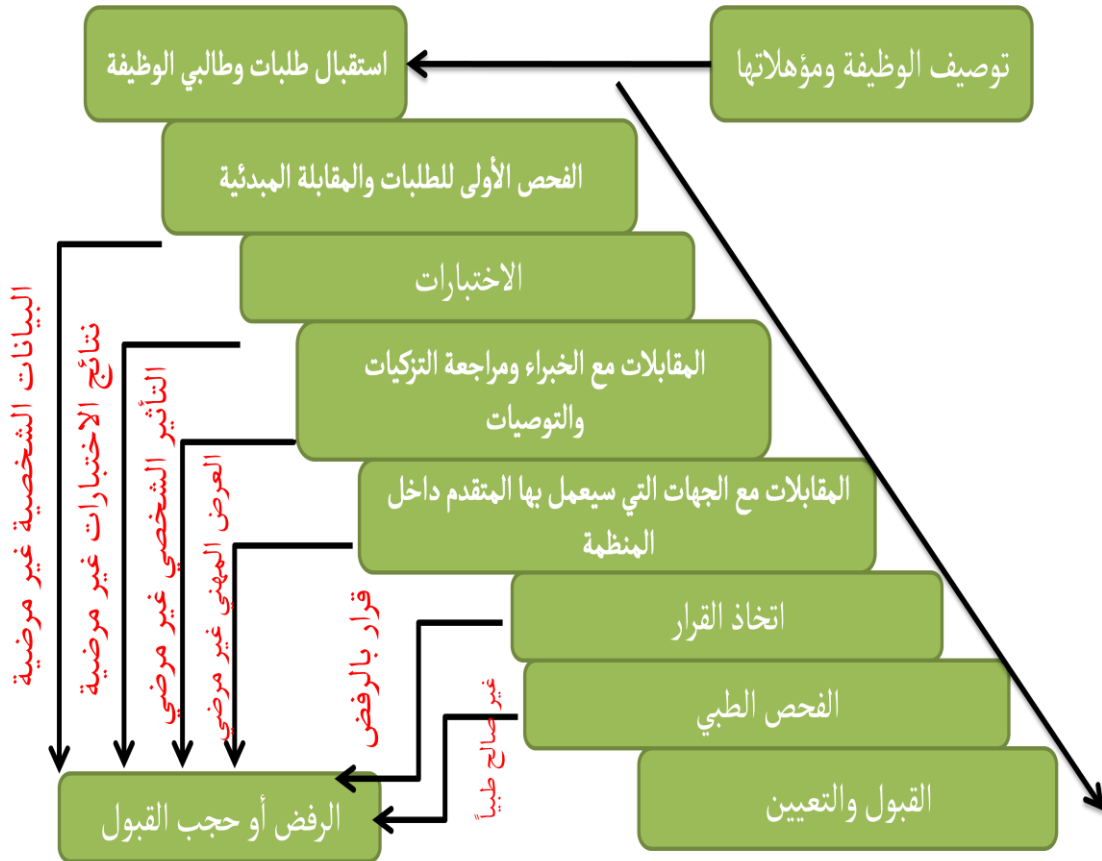 توصيف الوظيفة ومؤهلاتها
استقبال طلبات وطالبي الوظيفة
الفحص الأولى للطلبات والمقابلة المبدئية
الاختبارات
المقابلات مع الخبراء ومراجعة التزكيات
والتوصيات
المقابلات مع الجهات التي سيعمل بها المتقدم داخل
المنظمة
اتخاذ القرار
الفحص الطبي
القبول والتعيين
البيانات الشخصية غير مرضية
نتائج الاختبارات غير مرضية
التأثير الشخصي غير مرضي
العرض المهني غير مرضي
قرار بالرفض
غير صالح طبياً
الرفض أو حجب القبول